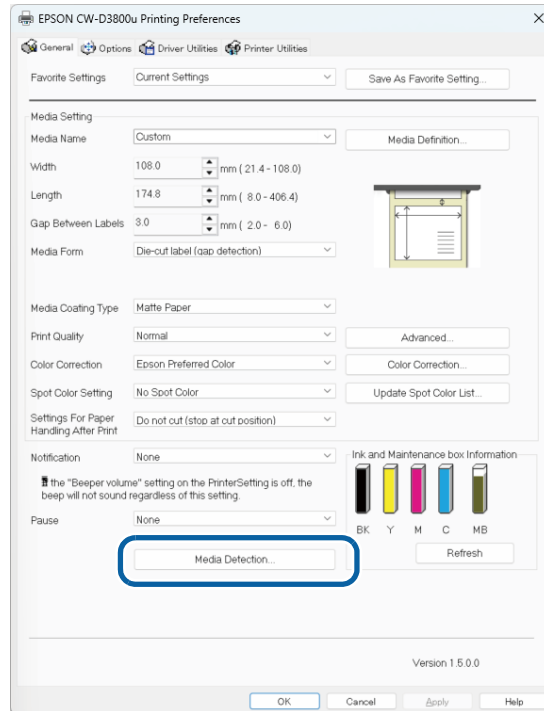 EPSON CW-D3800u Printing Preferences
General Options Driver Utilities Printer Utilities
Favorite Settings Current Settings Save As Favorite Setting...
Media Setting
Media Name Custom Media Definition...
Width 108.0 mm ( 21.4 - 108.0)
Length 174.8 mm ( 8.0 - 406.4)
Gap Between Labels 3.0 mm ( 2.0 - 6.0)
Media Form Die-cut label (gap detection)
Media Coating Type Matte Paper
Print Quality Normal Advanced...
Color Correction Epson Preferred Color Color Correction...
Spot Color Setting No Spot Color Update Spot Color List...
Settings For Paper
Handling After Print Do not cut (stop at cut position)
Notification None
Ink and Maintenance box Information
If the "Beeper volume" setting on the PrinterSetting is off, the
beep will not sound regardless of this setting.
Pause None
BK Y M C MB
Media Detection... Refresh
Version 1.5.0.0
OK Cancel Apply Help